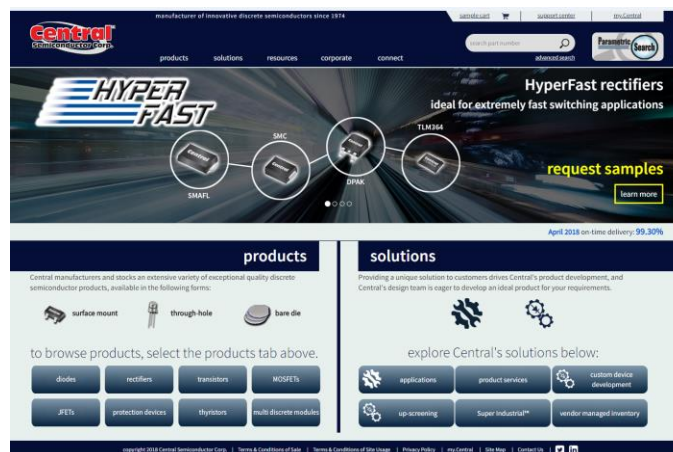 manufacturer of innovative discrete semiconductors since 1974
sample cart
support center
my.Central
Central
Semiconductor Corp.
search part number
advanced search
Parametric Search
products
solutions
resources
corporate
connect
HYPER
FAST
HyperFast rectifiers
ideal for extremely fast switching applications
SMAFL
SMC
DPAK
TLM364
request samples
learn more
April 2018 on-time delivery: 99.30%
products
Central manufacturers and stocks an extensive variety of exceptional quality discrete
semiconductor products, available in the following forms:
surface mount
through-hole
bare die
to browse products, select the products tab above.
diodes
rectifiers
transistors
MOSFETs
JFETs
protection devices
thyristors
multi discrete modules
solutions
Providing a unique solution to customers drives Central's product development, and
Central's design team is eager to develop an ideal product for your requirements.
explore Central's solutions below:
applications
product services
custom device
development
up-screening
Super Industrial™
vendor managed inventory
copyright 2018 Central Semiconductor Corp. | Terms & Conditions of Sale | Terms & Conditions of Site Usage | Privacy Policy | my.Central | Site Map | Contact Us |